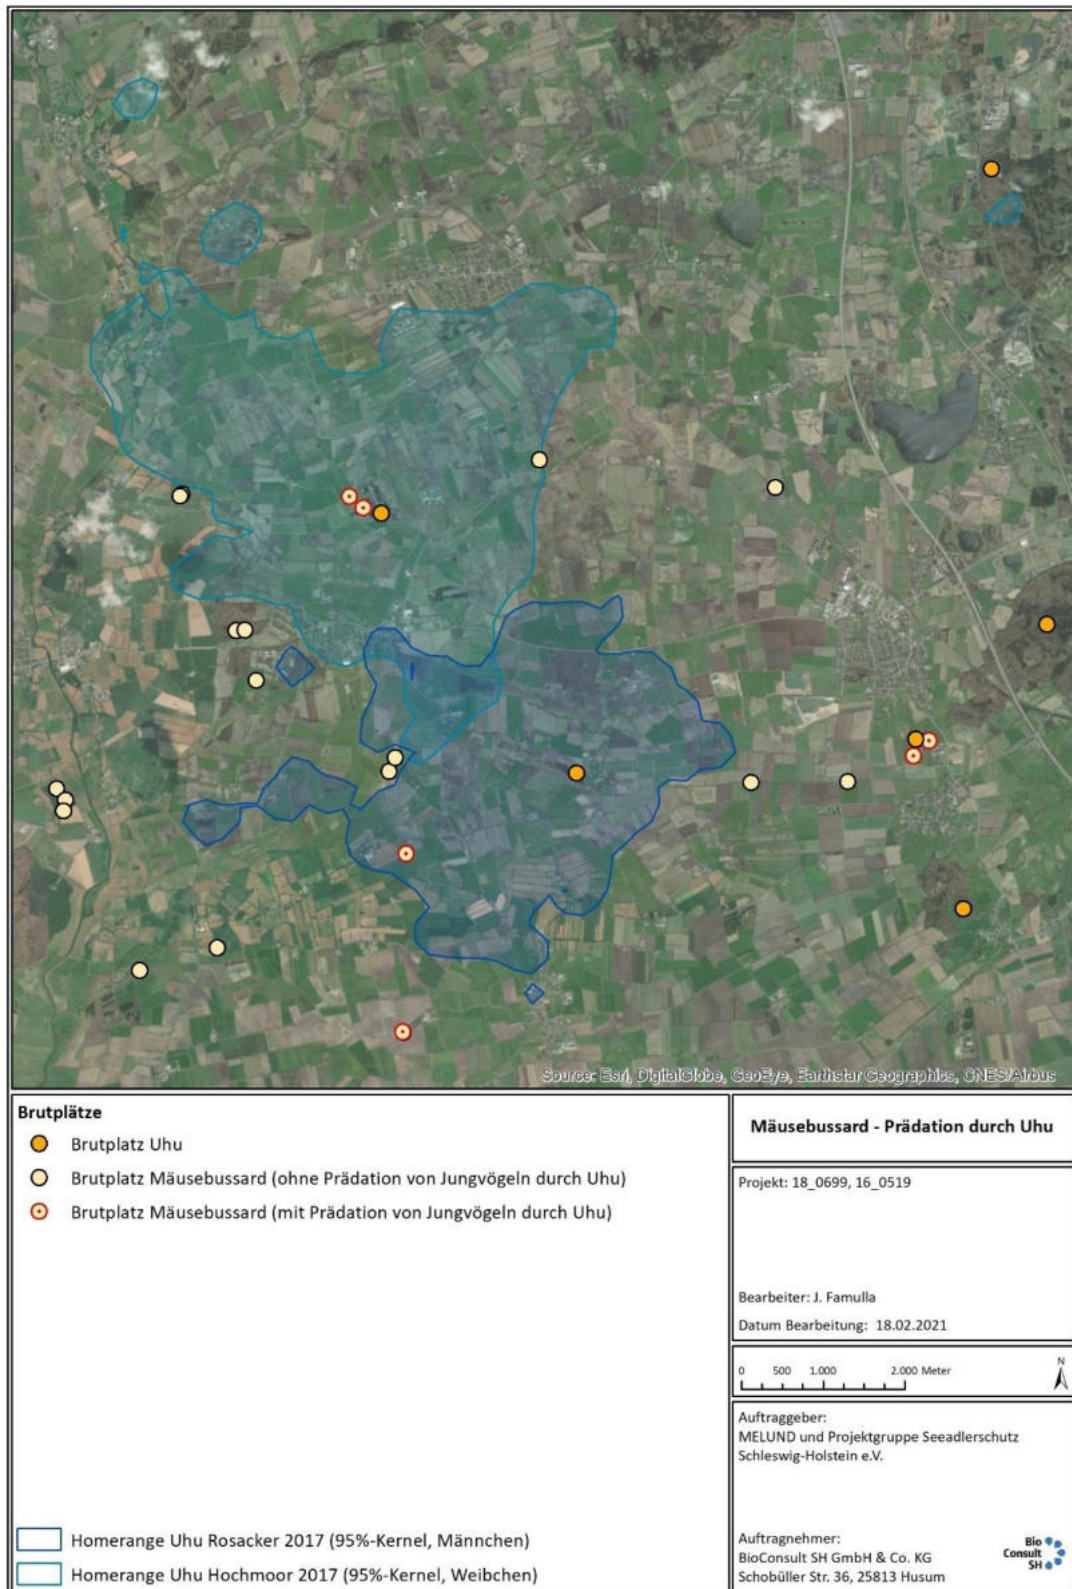 Source: Esri, DigitalGlobe, GeoEye, Earthstar Geographics, CNES/Airbus
Brutplätze
Brutplatz Uhu
Brutplatz Mäusebussard (ohne Prädation von Jungvögeln durch Uhu)
Brutplatz Mäusebussard (mit Prädation von Jungvögeln durch Uhu)
Homerange Uhu Rosacker 2017 (95%-Kernel, Männchen)
Homerange Uhu Hochmoor 2017 (95%-Kernel, Weibchen)
Mäusebussard - Prädation durch Uhu
Projekt: 18_0699, 16_0519
Bearbeiter: J. Famulla
Datum Bearbeitung: 18.02.2021
0 500 1.000 2.000 Meter
N
Auftraggeber:
MELUND und Projektgruppe Seeadlerschutz
Schleswig-Holstein e.V.
Auftragnehmer:
BioConsult SH GmbH & Co. KG
Schobüller Str. 36, 25813 Husum
Bio
Consult
SH